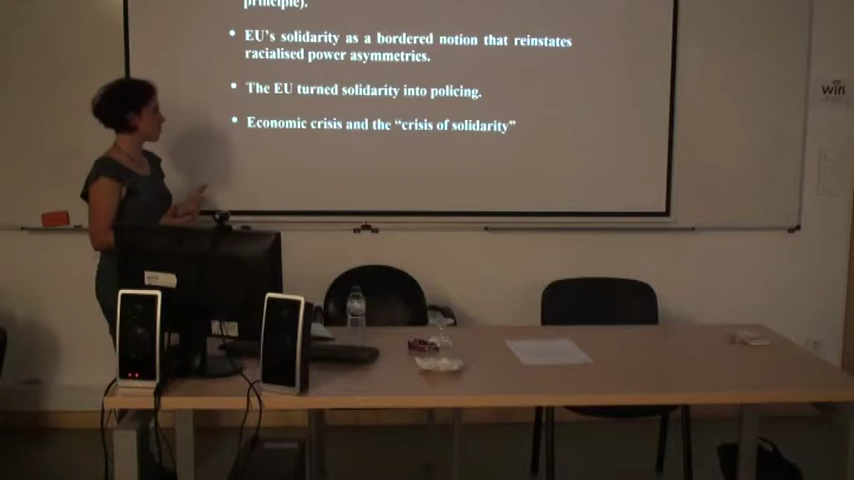 principle).
• EU's solidarity as a bordered notion that reinstates
racialised power asymmetries.
• The EU turned solidarity into policing.
• Economic crisis and the “crisis of solidarity”
wifi